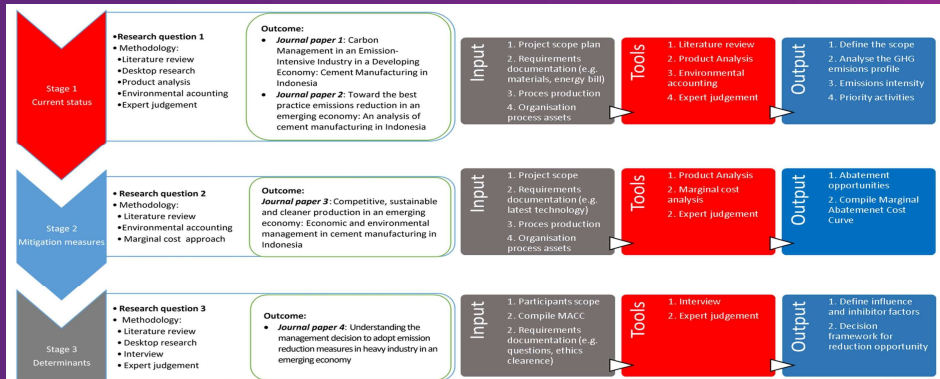 Stage 1
Current status
•Research question 1
• Methodology:
•Literature review
•Desktop research
•Product analysis
•Environmental acounting
•Expert judgement
Outcome:
• Journal paper 1: Carbon
Management in an Emission-
Intensive Industry in a Developing
Economy: Cement Manufacturing in
Indonesia
• Journal paper 2: Toward the best
practice emissions reduction in an
emerging economy: An analysis of
cement manufacturing in Indonesia
Input
1. Project scope plan
2. Requirements
documentation (e.g.
materials, energy bill)
3. Proces production
4. Organisation
process assets
Tools
1. Literature review
2. Product Analysis
3. Environmental
accounting
4. Expert judgement
Output
1. Define the scope
2. Analyse the GHG
emisions profile
3. Emissions intensity
4. Priority activities
Stage 2
Mitigation measures
• Research question 2
• Methodology:
• Literature review
•Environmental accounting
• Marginal cost approach
Outcome:
Journal paper 3: Competitive, sustainable
and cleaner production in an emerging
economy: Economic and environmental
management in cement manufacturing in
Indonesia
Input
1. Project scope
2. Requirements
documentation (e.g.
latest technology)
3. Proces production
4. Organisation
process assets
Tools
1. Product Analysis
2. Marginal cost
analysis
2. Expert judgement
Output
1. Abatement
opportunities
2. Compile Marginal
Abatemenet Cost
Curve
Stage 3
Determinants
• Research question 3
• Methodology:
• Literature review
• Desktop research
• Interview
• Expert judgement
Outcome:
• Journal paper 4: Understanding the
management decision to adopt emission
reduction measures in heavy industry in an
emerging economy
Input
1. Participants scope
2. Compile MACC
2. Requirements
documentation (e.g.
questions, ethics
clearence)
Tools
1. Interview
2. Expert judgement
Output
1. Define influence
and inhibitor factors
2. Decision
framework for
reduction opportunity